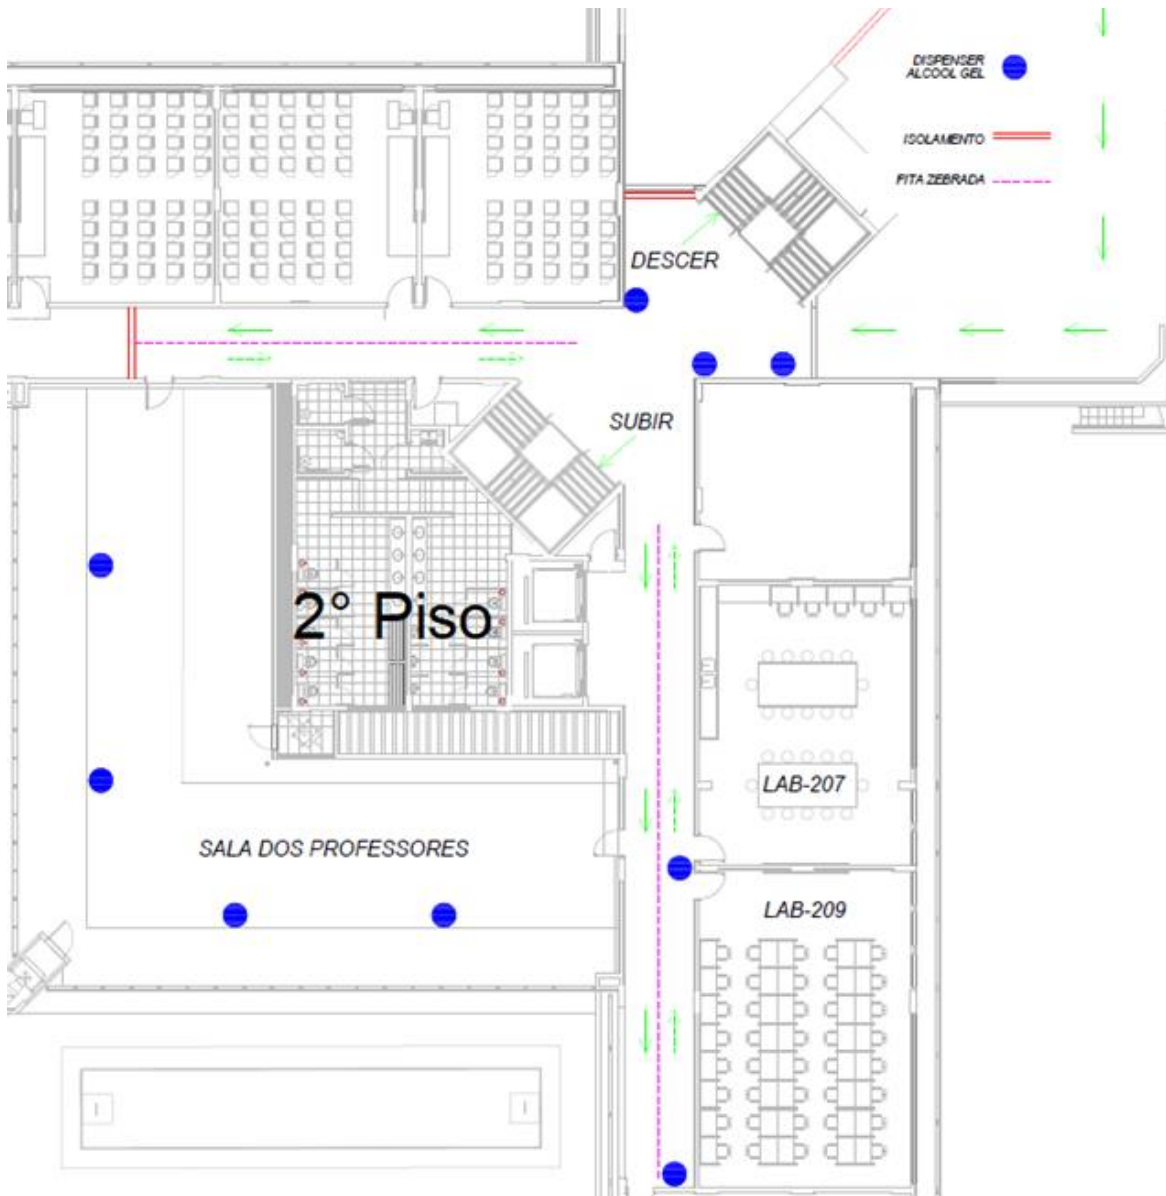 DISPENSER
ALCOOL GEL
ISOLAMENTO
FITA ZEBRADA
DESCER
SUBIR
2° Piso
LAB-207
SALA DOS PROFESSORES
LAB-209